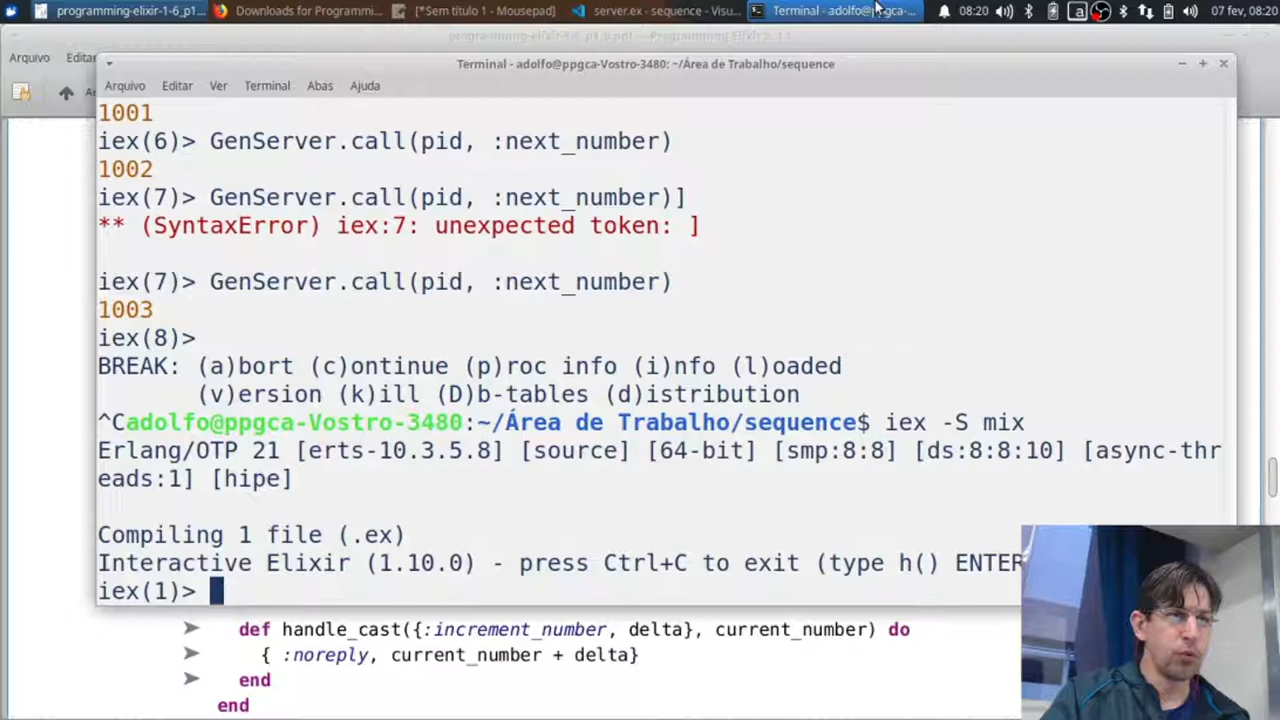 programming-elixir-1-6_p1...
Downloads for Programmi...
[*Sem título 1 - Mousepad]
server.ex - sequence - Visu...
Terminal - adolfo@ppgca-...
08:20
07 fev, 08:20
Arquivo
Editar
Terminal - adolfo@ppgca-Vostro-3480: ~/Área de Trabalho/sequence
Arquivo Editar Ver Terminal Abas Ajuda
1001
iex(6)> GenServer.call(pid, :next_number)
1002
iex(7)> GenServer.call(pid, :next_number)]
** (SyntaxError) iex:7: unexpected token: ]
iex(7)> GenServer.call(pid, :next_number)
1003
iex(8)>
BREAK: (a)bort (c)ontinue (p)roc info (i)nfo (l)oaded
(v)ersion (k)ill (D)b-tables (d)istribution
^Cadolfo@ppgca-Vostro-3480:~/Área de Trabalho/sequence$ iex -S mix
Erlang/OTP 21 [erts-10.3.5.8] [source] [64-bit] [smp:8:8] [ds:8:8:10] [async-thr
eads:1] [hipe]
Compiling 1 file (.ex)
Interactive Elixir (1.10.0) - press Ctrl+C to exit (type h() ENTER
iex(1)>
def handle_cast({:increment_number, delta}, current_number) do
{ :noreply, current_number + delta}
end
end